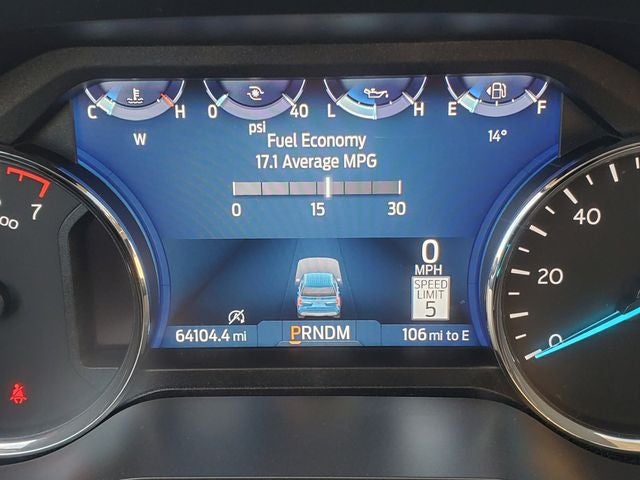 C H 0 40 L H E F
psi
W 14°
Fuel Economy
17.1 Average MPG
0 15 30
7
00
40
20
0
0
MPH
SPEED
LIMIT
5
64104.4 mi PRNDM 106 mi to E